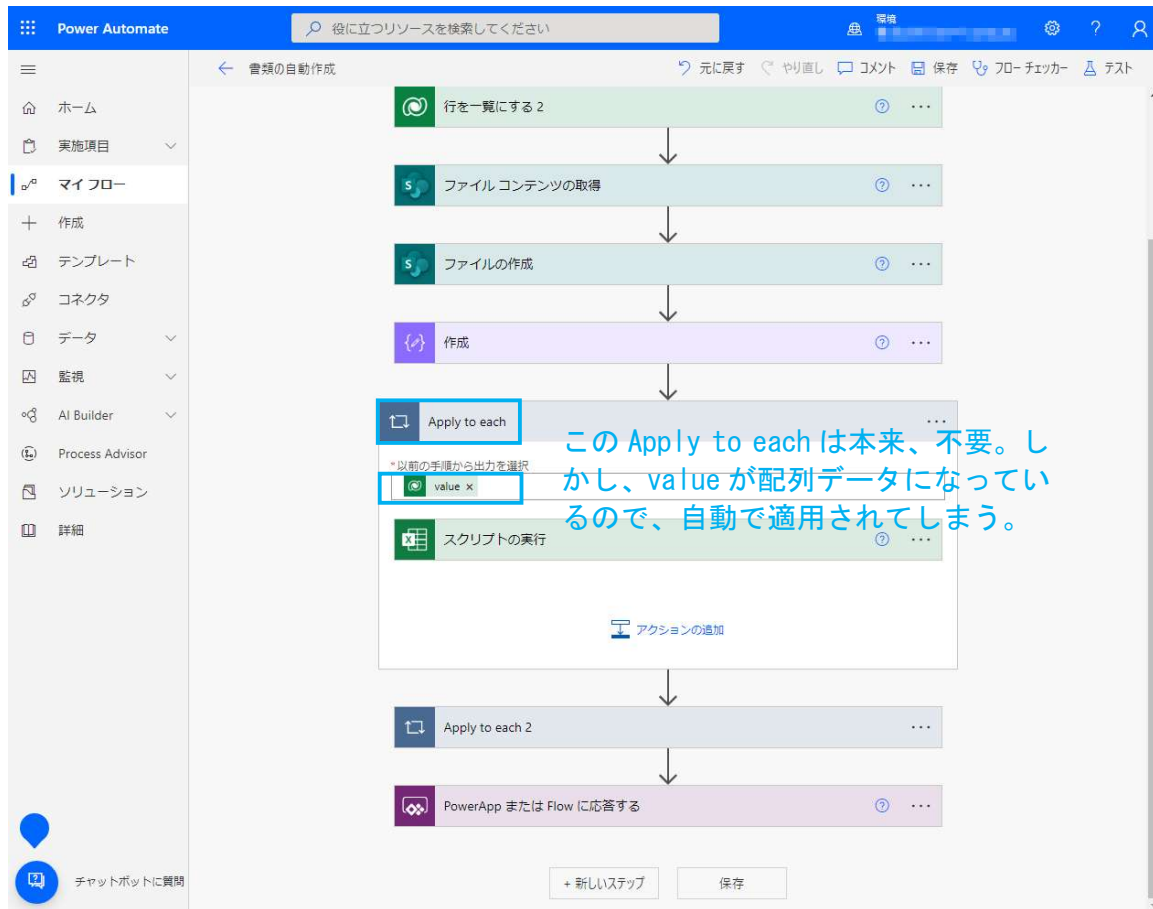 Power Automate
役に立つリソースを検索してください
環境
?
書類の自動作成
元に戻す
やり直し
コメント
保存
フロー チェッカー
テスト
ホーム
実施項目
マイ フロー
作成
テンプレート
コネクタ
データ
監視
AI Builder
Process Advisor
ソリューション
詳細
チャットボットに質問
行を一覧にする 2
ファイル コンテンツの取得
ファイルの作成
作成
Apply to each
*以前の手順から出力を選択
value ×
スクリプトの実行
アクションの追加
この Apply to each は本来、不要。し
かし、value が配列データになってい
るので、自動で適用されてしまう。
Apply to each 2
PowerApp または Flow に応答する
+ 新しいステップ
保存